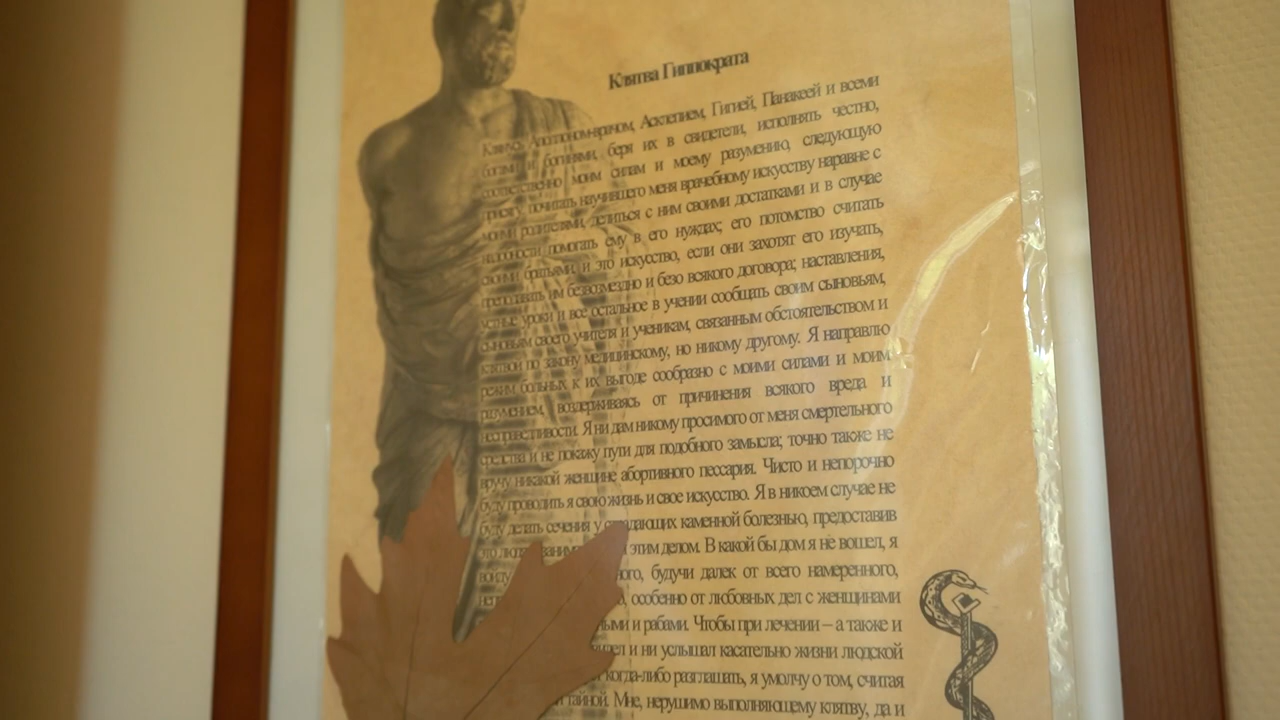 Клятва Гиппократа
Клянусь Аполлоном-врачом, Асклепием, Гигией, Панакеей и всеми
богами и богинями, беря их в свидетели, исполнять честно,
соответственно моим силам и моему разумению, следующую
присягу: почитать научившего меня врачебному искусству наравне с
моими родителями, делиться с ним своими достатками и в случае
надобности помогать ему в его нуждах; его потомство считать
своими братьями, и это искусство, если они захотят его изучать,
преподавать им безвозмездно и безо всякого договора; наставления,
устные уроки и все остальное в учении сообщать своим сыновьям,
сыновьям своего учителя и ученикам, связанным обстоятельством и
клятвой по закону медицинскому, но никому другому. Я направлю
режим больных к их выгоде сообразно с моими силами и моим
разумением, воздерживаясь от причинения всякого вреда и
несправедливости. Я ни дам никому просимого от меня смертельного
средства и не покажу пути для подобного замысла; точно также не
вручу никакой женщине абортивного пессария. Чисто и непорочно
буду проводить я свою жизнь и свое искусство. Я в никоем случае не
буду делать сечения у страдающих каменной болезнью, предоставив
это этим делом. В какой бы дом я не вошел, я
войду будучи далек от всего намеренного,
особенно от любовных дел с женщинами
и рабами. Чтобы при лечении – а также и
и ни услышал касательно жизни людской
когда-либо разглашать, я умолчу о том, считая
тайной. Мне, нерушимо выполняющему клятву, да и